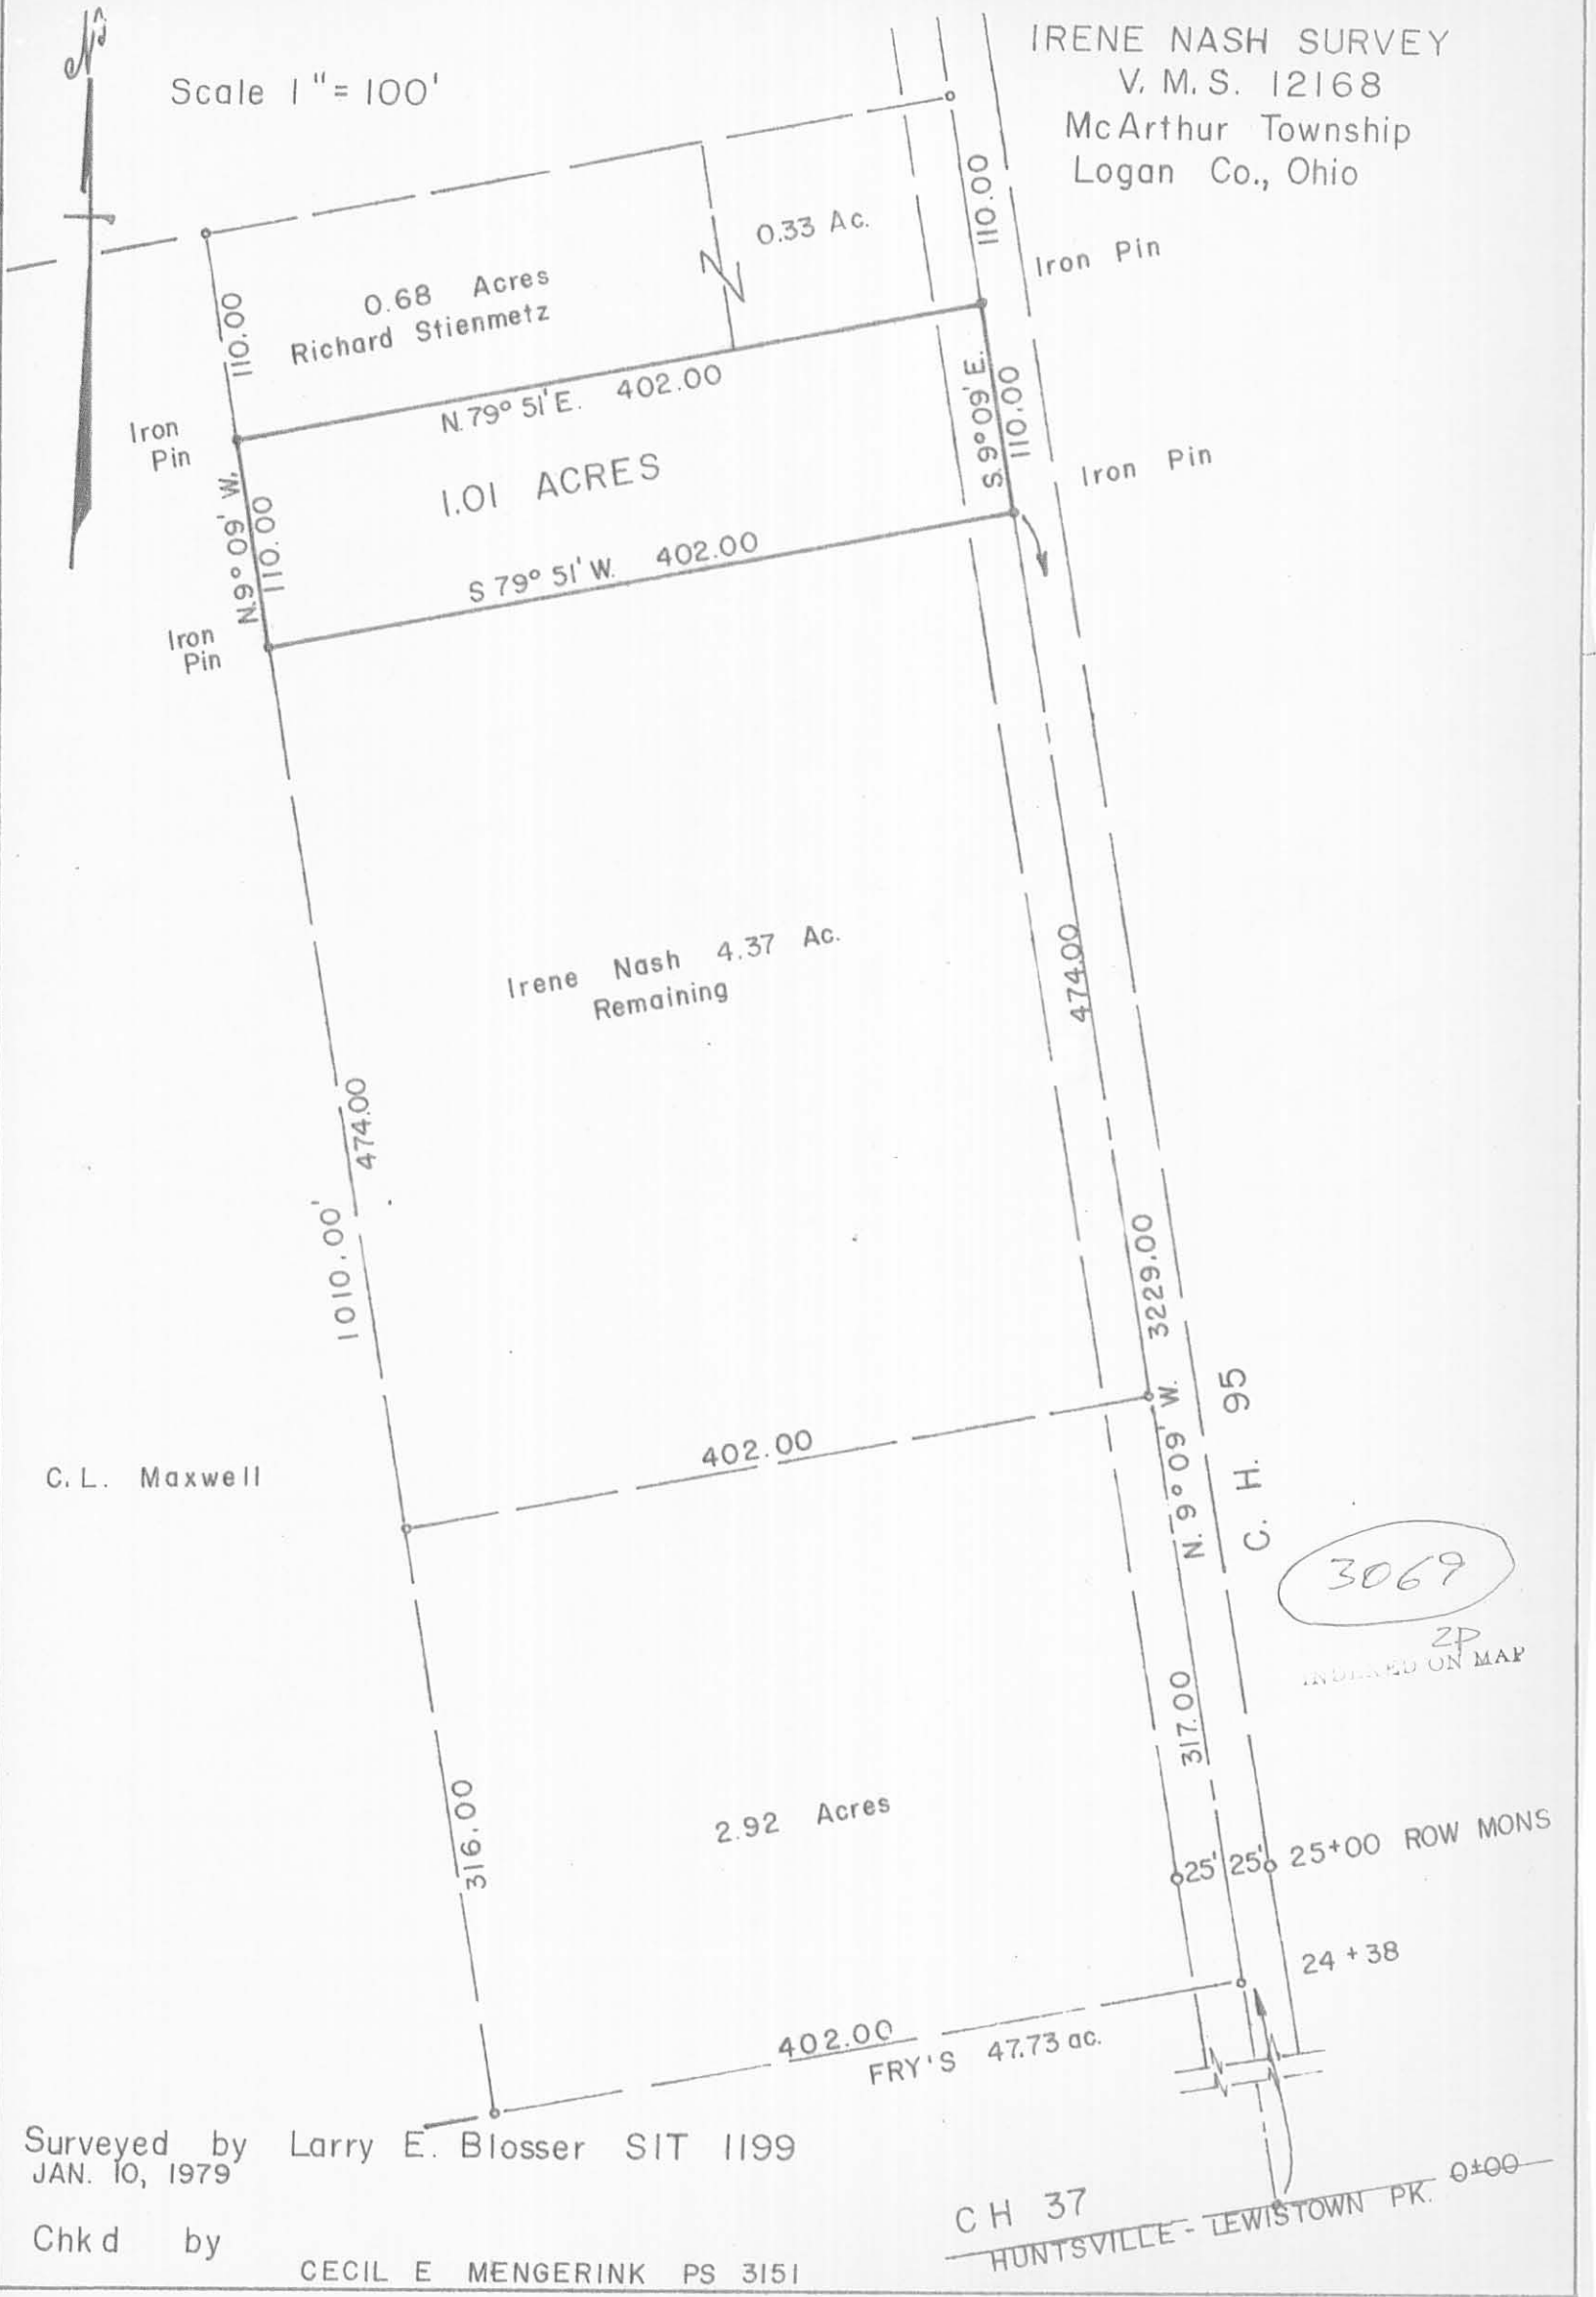 N
Scale 1" = 100'
IRENE NASH SURVEY
V. M. S. 12168
McArthur Township
Logan Co., Ohio
110.00
0.33 Ac.
Iron Pin
110.00
0.68 Acres
Richard Stienmetz
N. 79° 51' E. 402.00
S. 9° 09' E.
110.00
Iron
Pin
Iron Pin
1.01 ACRES
N. 9° 09' W.
110.00
S 79° 51' W. 402.00
Iron
Pin
Irene Nash 4.37 Ac.
Remaining
474.00
474.00
1010.00'
N. 9° 09' W. 3229.00
C. H. 95
402.00
C. L. Maxwell
3069
2P
INDEXED ON MAP
317.00
316.00
2.92 Acres
25' 25' 25+00 ROW MONS
24 + 38
402.00
FRY'S 47.73 ac.
Surveyed by Larry E. Blosser SIT 1199
JAN. 10, 1979
CH 37
HUNTSVILLE - LEWISTOWN PK. 0±00
Chkd by
CECIL E MENGERINK PS 3151